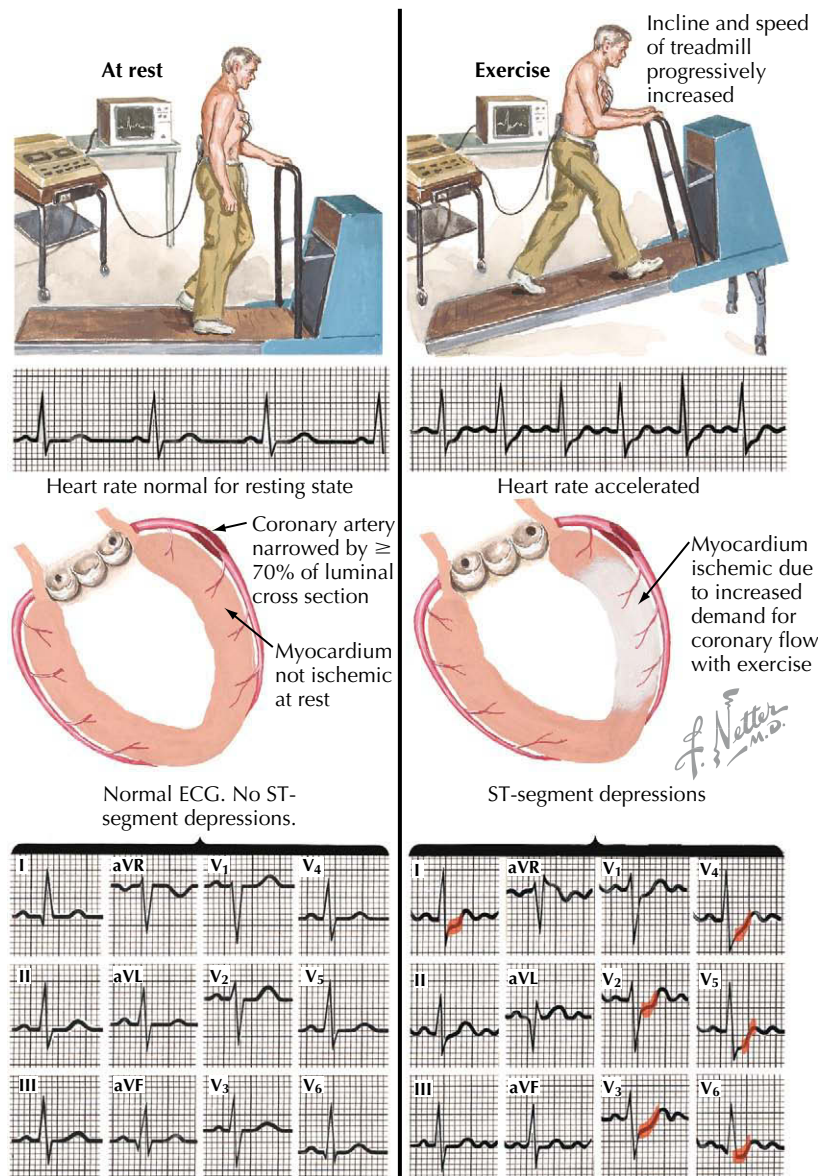 At rest
Exercise
Incline and speed
of treadmill
progressively
increased
Heart rate normal for resting state
Heart rate accelerated
Coronary artery
narrowed by ≥
70% of luminal
cross section
Myocardium
not ischemic
at rest
Myocardium
ischemic due
to increased
demand for
coronary flow
with exercise
F. Netter
M.D.
Normal ECG. No ST-
segment depressions.
ST-segment depressions
I
aVR
V₁
V₄
II
aVL
V₂
V₅
III
aVF
V₃
V₆
I
aVR
V₁
V₄
II
aVL
V₂
V₅
III
aVF
V₃
V₆